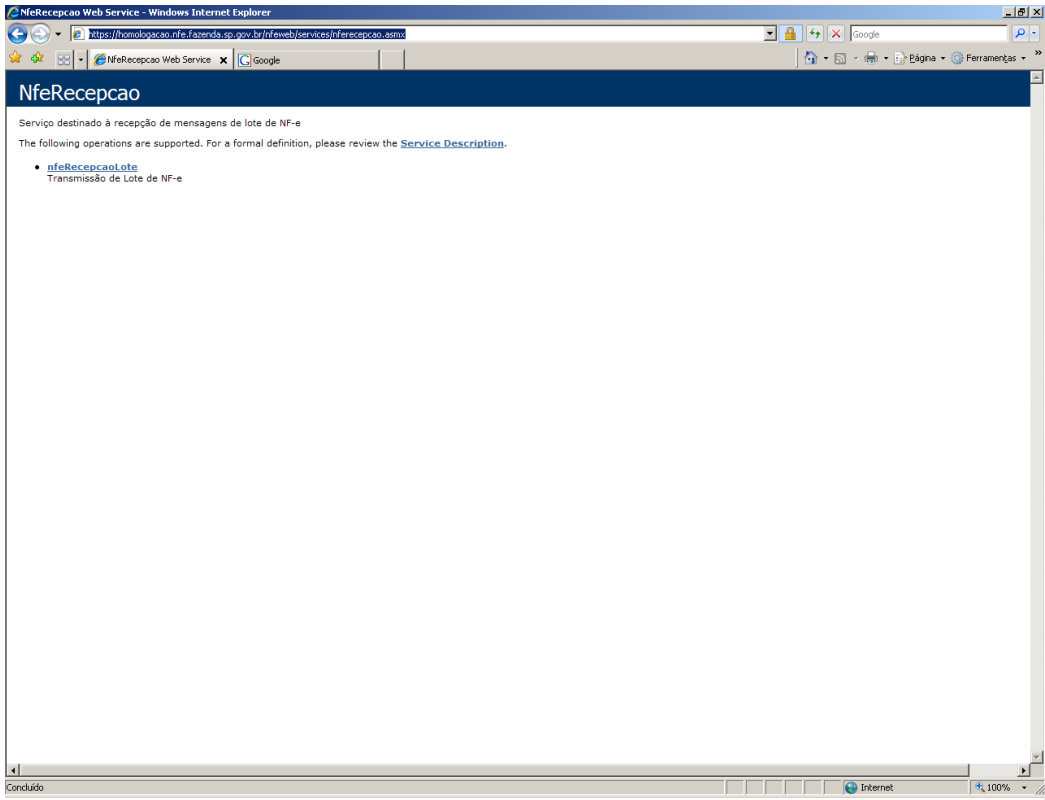 NfeRecepcao Web Service - Windows Internet Explorer
https://homologacao.nfe.fazenda.sp.gov.br/nfeweb/services/nferecepcao.asmx
Google
NfeRecepcao Web Service
Google
Página
Ferramentas
NfeRecepcao
Serviço destinado à recepção de mensagens de lote de NF-e
The following operations are supported. For a formal definition, please review the Service Description.
nfeRecepcaoLote
Transmissão de Lote de NF-e
Concluído
Internet
100%